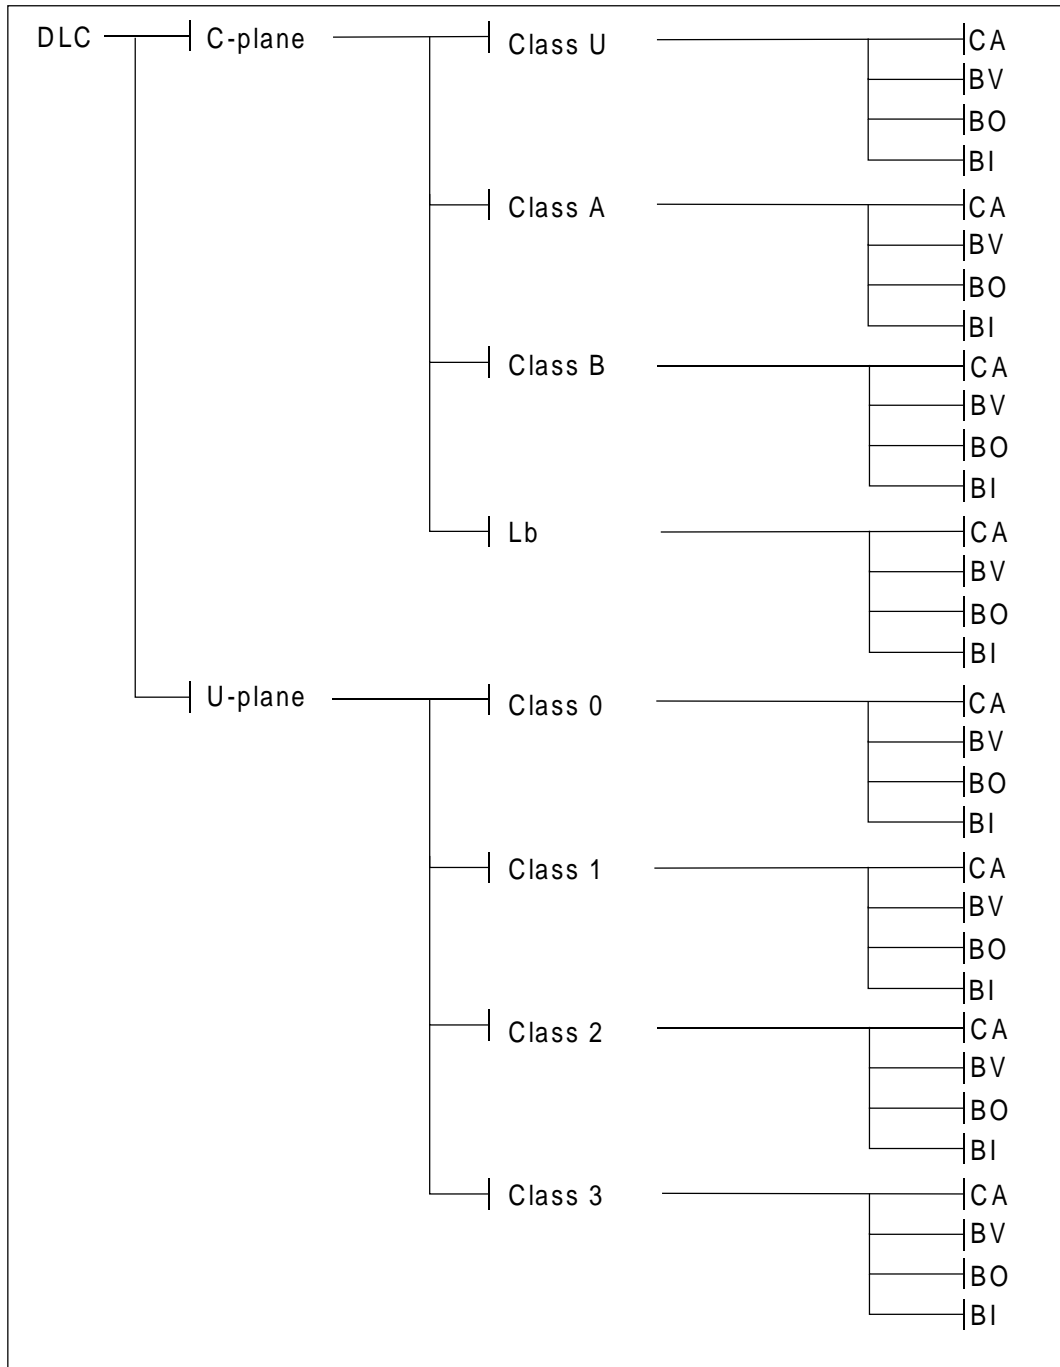 DLC C-plane Class U CA
BV
BO
BI
Class A CA
BV
BO
BI
Class B CA
BV
BO
BI
Lb CA
BV
BO
BI
U-plane Class 0 CA
BV
BO
BI
Class 1 CA
BV
BO
BI
Class 2 CA
BV
BO
BI
Class 3 CA
BV
BO
BI